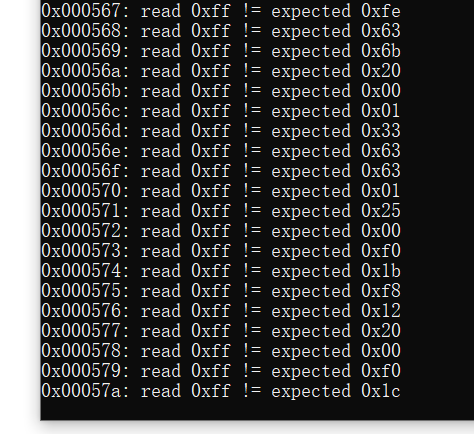 0x000567: read 0xff != expected 0xfe
0x000568: read 0xff != expected 0x63
0x000569: read 0xff != expected 0x6b
0x00056a: read 0xff != expected 0x20
0x00056b: read 0xff != expected 0x00
0x00056c: read 0xff != expected 0x01
0x00056d: read 0xff != expected 0x33
0x00056e: read 0xff != expected 0x63
0x00056f: read 0xff != expected 0x63
0x000570: read 0xff != expected 0x01
0x000571: read 0xff != expected 0x25
0x000572: read 0xff != expected 0x00
0x000573: read 0xff != expected 0xf0
0x000574: read 0xff != expected 0x1b
0x000575: read 0xff != expected 0xf8
0x000576: read 0xff != expected 0x12
0x000577: read 0xff != expected 0x20
0x000578: read 0xff != expected 0x00
0x000579: read 0xff != expected 0xf0
0x00057a: read 0xff != expected 0x1c